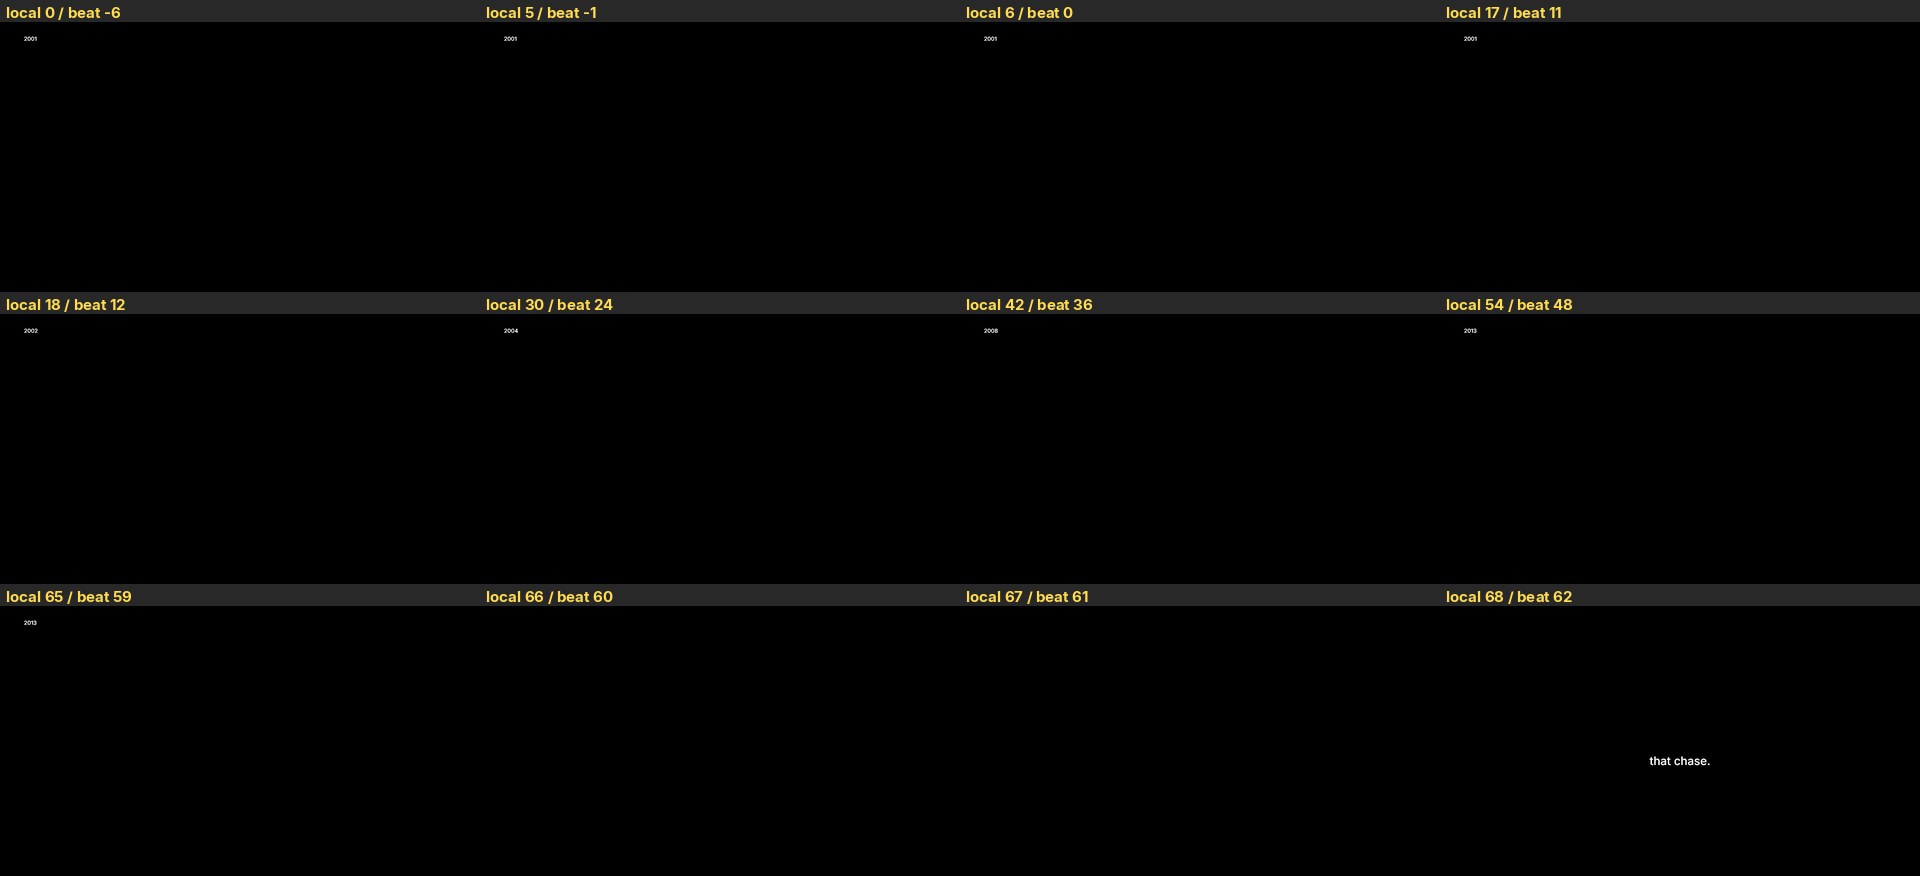 local 0 / beat -6
2001
local 5 / beat -1
2001
local 6 / beat 0
2001
local 17 / beat 11
2001
local 18 / beat 12
2002
local 30 / beat 24
2004
local 42 / beat 36
2008
local 54 / beat 48
2013
local 65 / beat 59
2013
local 66 / beat 60
local 67 / beat 61
local 68 / beat 62
that chase.